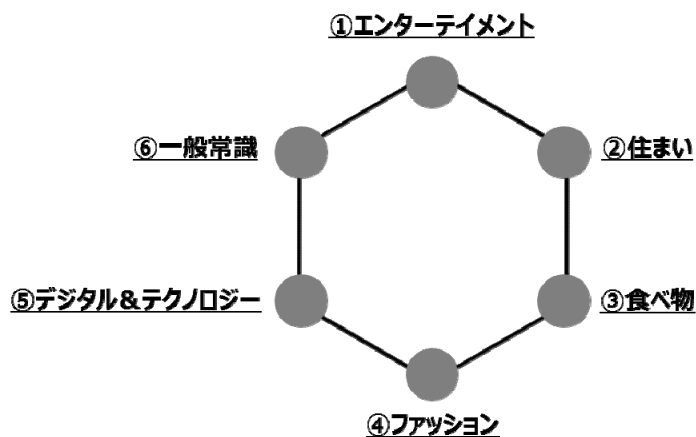 ①エンターテイメント
②住まい
③食べ物
④ファッション
⑤デジタル＆テクノロジー
⑥一般常識